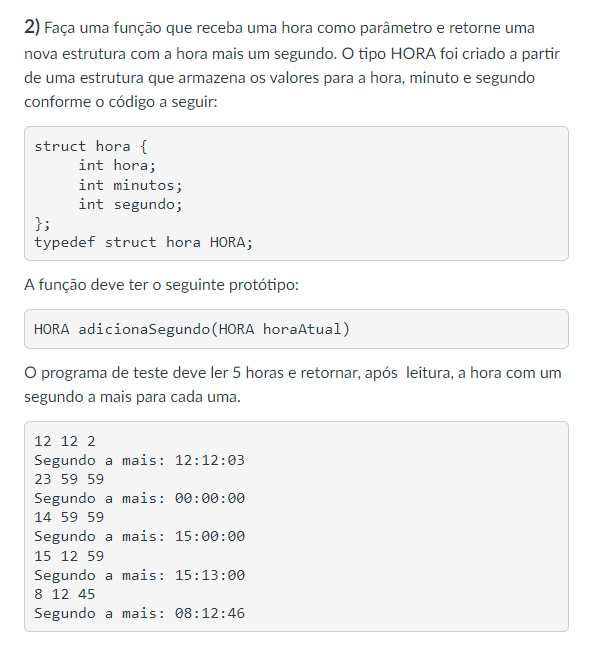 2) Faça uma função que receba uma hora como parâmetro e retorne uma
nova estrutura com a hora mais um segundo. O tipo HORA foi criado a partir
de uma estrutura que armazena os valores para a hora, minuto e segundo
conforme o código a seguir:
struct hora {
     int hora;
     int minutos;
     int segundo;
};
typedef struct hora HORA;
A função deve ter o seguinte protótipo:
HORA adicionaSegundo(HORA horaAtual)
O programa de teste deve ler 5 horas e retornar, após  leitura, a hora com um
segundo a mais para cada uma.
12 12 2
Segundo a mais: 12:12:03
23 59 59
Segundo a mais: 00:00:00
14 59 59
Segundo a mais: 15:00:00
15 12 59
Segundo a mais: 15:13:00
8 12 45
Segundo a mais: 08:12:46